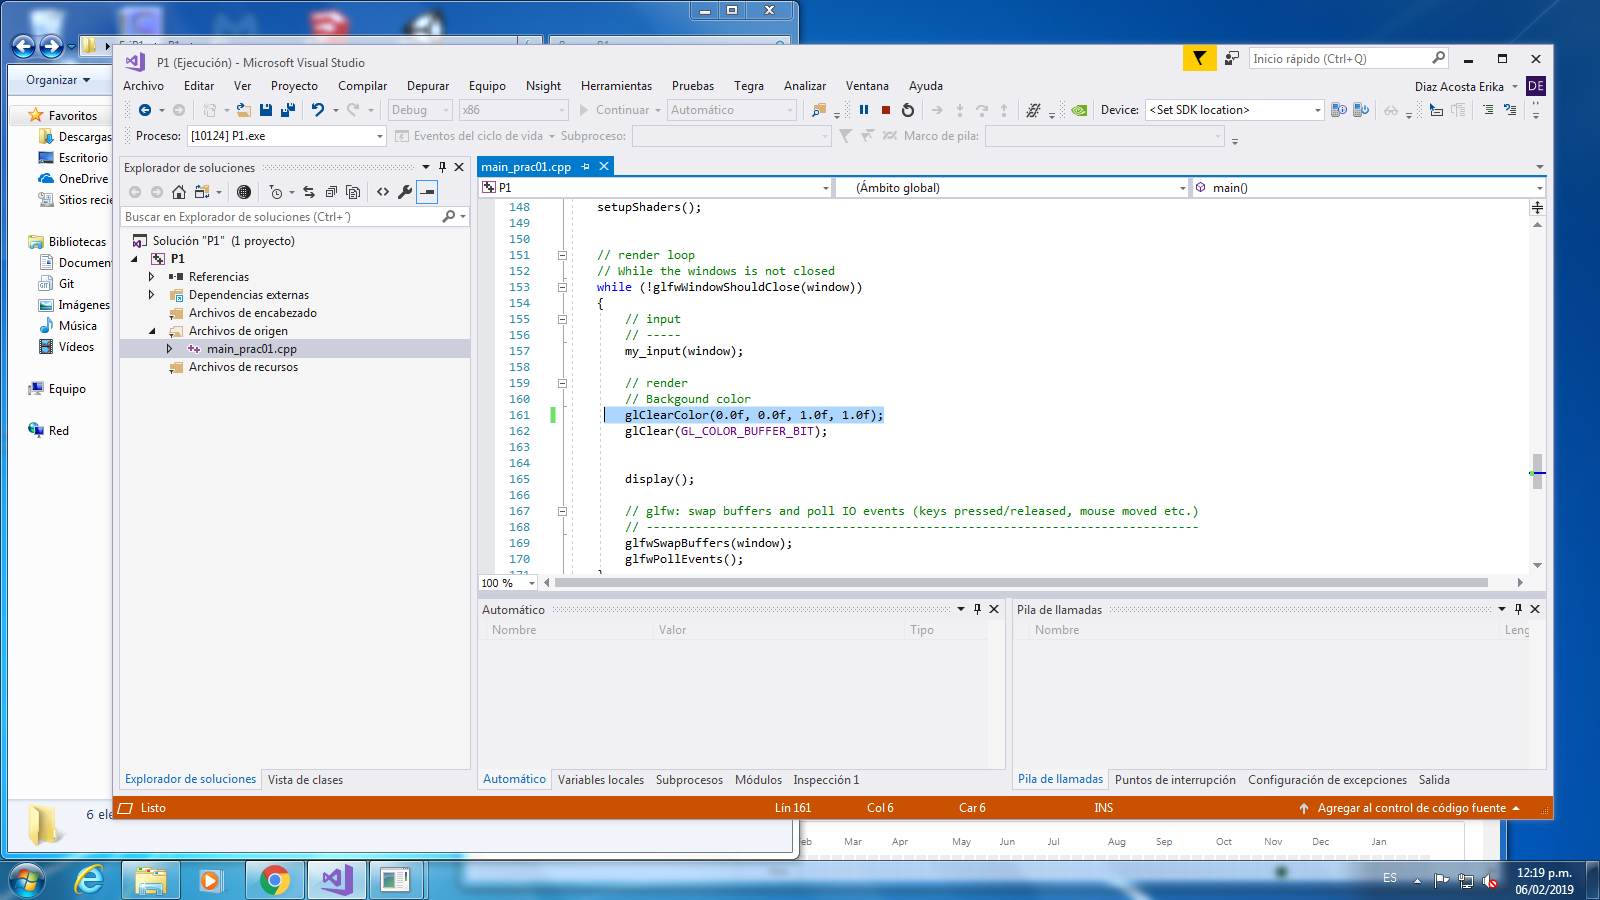 P1 (Ejecución) - Microsoft Visual Studio
Inicio rápido (Ctrl+Q)
Archivo Editar Ver Proyecto Compilar Depurar Equipo Nsight Herramientas Pruebas Tegra Analizar Ventana Ayuda
Diaz Acosta Erika DE
Debug x86 Continuar Automático Device: <Set SDK location>
Proceso: [10124] P1.exe Eventos del ciclo de vida Subproceso: Marco de pila:
Organizar
Favoritos
Descargas
Escritorio
OneDrive
Sitios recie
Bibliotecas
Documen
Git
Imágenes
Música
Vídeos
Equipo
Red
6 ele
Explorador de soluciones
Buscar en Explorador de soluciones (Ctrl+´)
Solución "P1" (1 proyecto)
P1
Referencias
Dependencias externas
Archivos de encabezado
Archivos de origen
main_prac01.cpp
Archivos de recursos
Explorador de soluciones Vista de clases
main_prac01.cpp
P1 (Ámbito global) main()
148 setupShaders();
149
150
151 // render loop
152 // While the windows is not closed
153 while (!glfwWindowShouldClose(window))
154 {
155 // input
156 // -----
157 my_input(window);
158
159 // render
160 // Backgound color
161 glClearColor(0.0f, 0.0f, 1.0f, 1.0f);
162 glClear(GL_COLOR_BUFFER_BIT);
163
164
165 display();
166
167 // glfw: swap buffers and poll IO events (keys pressed/released, mouse moved etc.)
168 // -------------------------------------------------------------------------------
169 glfwSwapBuffers(window);
170 glfwPollEvents();
171 }
100 %
Automático
Nombre Valor Tipo
Automático Variables locales Subprocesos Módulos Inspección 1
Pila de llamadas
Nombre Leng
Pila de llamadas Puntos de interrupción Configuración de excepciones Salida
Listo Lín 161 Col 6 Car 6 INS Agregar al control de código fuente
eb Mar Apr May Jun Jul Aug Sep Oct Nov Dec Jan
ES
12:19 p.m.
06/02/2019